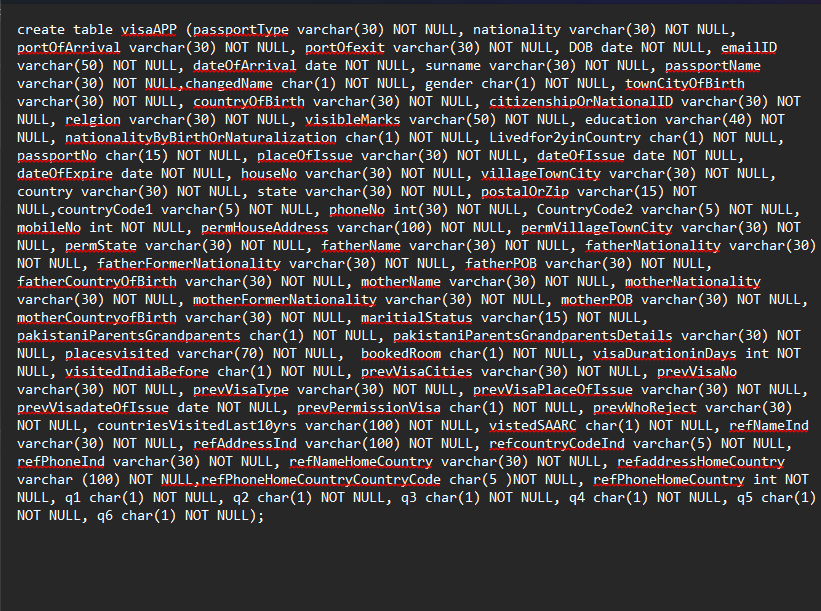 create table visaAPP (passportType varchar(30) NOT NULL, nationality varchar(30) NOT NULL,
portOfArrival varchar(30) NOT NULL, portOfexit varchar(30) NOT NULL, DOB date NOT NULL, emailID
varchar(50) NOT NULL, dateOfArrival date NOT NULL, surname varchar(30) NOT NULL, passportName
varchar(30) NOT NULL,changedName char(1) NOT NULL, gender char(1) NOT NULL, townCityOfBirth
varchar(30) NOT NULL, countryOfBirth varchar(30) NOT NULL, citizenshipOrNationalID varchar(30) NOT
NULL, relgion varchar(30) NOT NULL, visibleMarks varchar(50) NOT NULL, education varchar(40) NOT
NULL, nationalityByBirthOrNaturalization char(1) NOT NULL, Livedfor2yinCountry char(1) NOT NULL,
passportNo char(15) NOT NULL, placeOfIssue varchar(30) NOT NULL, dateOfIssue date NOT NULL,
dateOfExpire date NOT NULL, houseNo varchar(30) NOT NULL, villageTownCity varchar(30) NOT NULL,
country varchar(30) NOT NULL, state varchar(30) NOT NULL, postalOrZip varchar(15) NOT
NULL,countryCode1 varchar(5) NOT NULL, phoneNo int(30) NOT NULL, CountryCode2 varchar(5) NOT NULL,
mobileNo int NOT NULL, permHouseAddress varchar(100) NOT NULL, permVillageTownCity varchar(30) NOT
NULL, permState varchar(30) NOT NULL, fatherName varchar(30) NOT NULL, fatherNationality varchar(30)
NOT NULL, fatherFormerNationality varchar(30) NOT NULL, fatherPOB varchar(30) NOT NULL,
fatherCountryOfBirth varchar(30) NOT NULL, motherName varchar(30) NOT NULL, motherNationality
varchar(30) NOT NULL, motherFormerNationality varchar(30) NOT NULL, motherPOB varchar(30) NOT NULL,
motherCountryofBirth varchar(30) NOT NULL, maritialStatus varchar(15) NOT NULL,
pakistaniParentsGrandparents char(1) NOT NULL, pakistaniParentsGrandparentsDetails varchar(30) NOT
NULL, placesvisited varchar(70) NOT NULL,  bookedRoom char(1) NOT NULL, visaDurationinDays int NOT
NULL, visitedIndiaBefore char(1) NOT NULL, prevVisaCities varchar(30) NOT NULL, prevVisaNo
varchar(30) NOT NULL, prevVisaType varchar(30) NOT NULL, prevVisaPlaceOfIssue varchar(30) NOT NULL,
prevVisadateOfIssue date NOT NULL, prevPermissionVisa char(1) NOT NULL, prevWhoReject varchar(30)
NOT NULL, countriesVisitedLast10yrs varchar(100) NOT NULL, vistedSAARC char(1) NOT NULL, refNameInd
varchar(30) NOT NULL, refAddressInd varchar(100) NOT NULL, refcountryCodeInd varchar(5) NOT NULL,
refPhoneInd varchar(30) NOT NULL, refNameHomeCountry varchar(30) NOT NULL, refaddressHomeCountry
varchar (100) NOT NULL,refPhoneHomeCountryCountryCode char(5 )NOT NULL, refPhoneHomeCountry int NOT
NULL, q1 char(1) NOT NULL, q2 char(1) NOT NULL, q3 char(1) NOT NULL, q4 char(1) NOT NULL, q5 char(1)
NOT NULL, q6 char(1) NOT NULL);